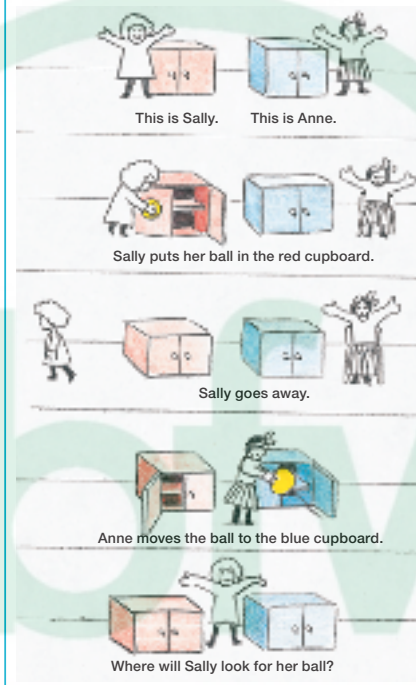 This is Sally. This is Anne.
Sally puts her ball in the red cupboard.
Sally goes away.
Anne moves the ball to the blue cupboard.
Where will Sally look for her ball?